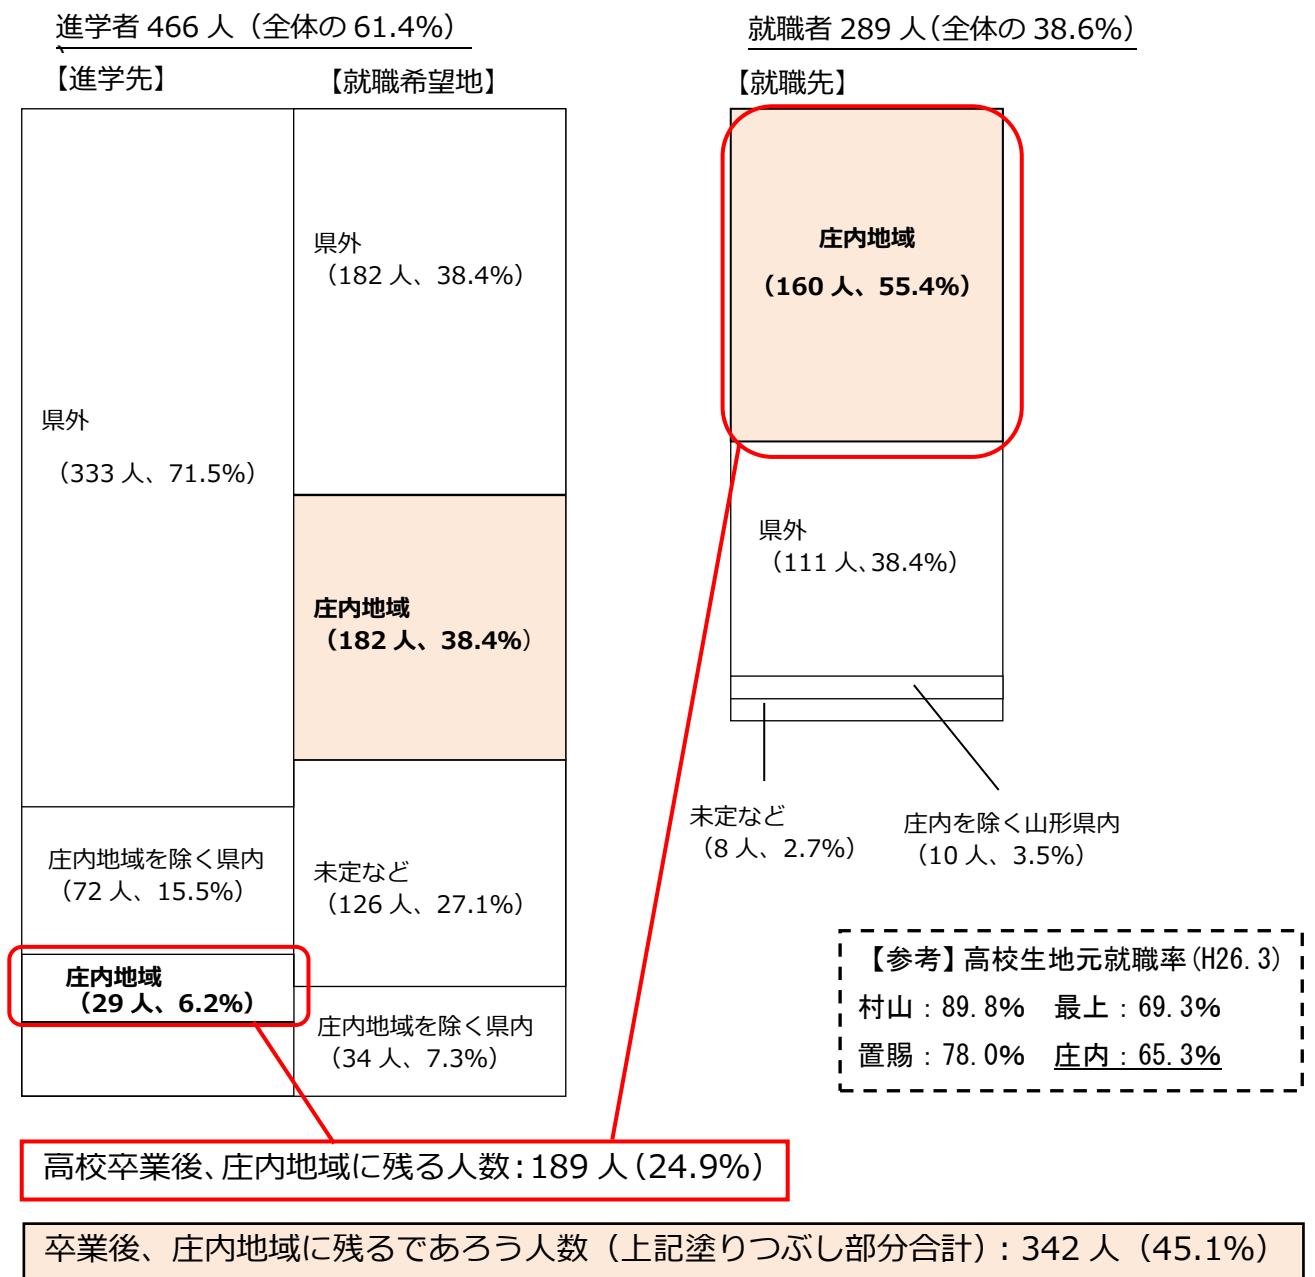 進学者 466 人（全体の 61.4%）
【進学先】
【就職希望地】
県外
（333 人、71.5%）
庄内地域を除く県内
（72 人、15.5%）
庄内地域
（29 人、6.2%）
県外
（182 人、38.4%）
庄内地域
（182 人、38.4%）
未定など
（126 人、27.1%）
庄内地域を除く県内
（34 人、7.3%）
就職者 289 人（全体の 38.6%）
【就職先】
庄内地域
（160 人、55.4%）
県外
（111 人、38.4%）
未定など
（8 人、2.7%）
庄内を除く山形県内
（10 人、3.5%）
【参考】高校生地元就職率(H26.3)
村山：89.8%　最上：69.3%
置賜：78.0%　庄内：65.3%
高校卒業後、庄内地域に残る人数：189 人（24.9%）
卒業後、庄内地域に残るであろう人数（上記塗りつぶし部分合計）：342 人（45.1%）